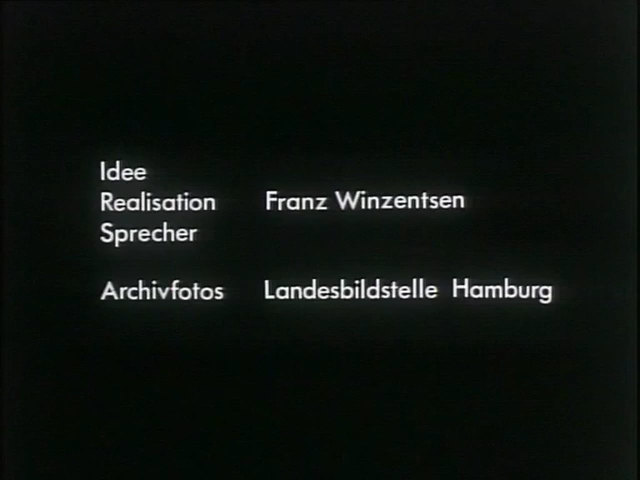 Idee
Realisation Franz Winzentsen
Sprecher
Archivfotos Landesbildstelle Hamburg